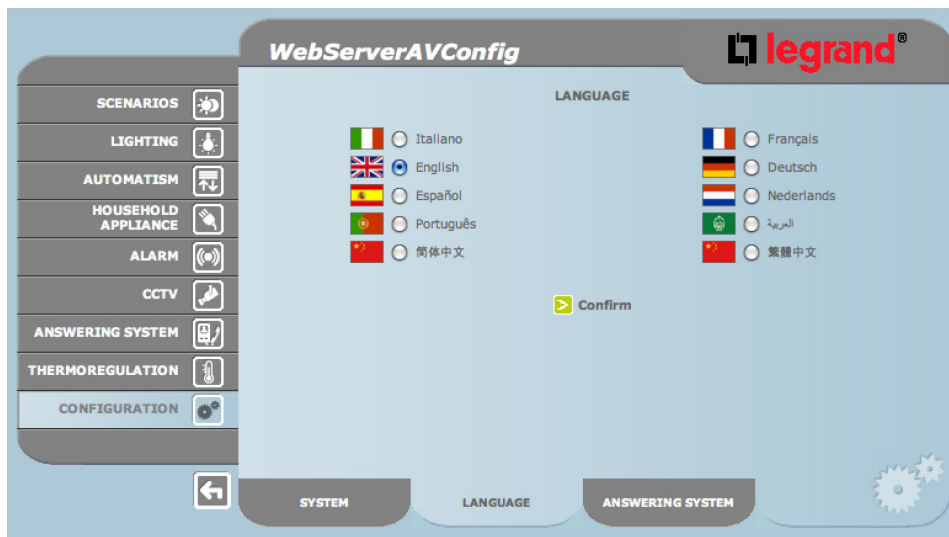 WebServerAVConfig
legrand®
SCENARIOS
LIGHTING
AUTOMATISM
HOUSEHOLD
APPLIANCE
ALARM
CCTV
ANSWERING SYSTEM
THERMOREGULATION
CONFIGURATION
LANGUAGE
Italiano
Français
English
Deutsch
Español
Nederlands
Português
العربية
简体中文
繁體中文
> Confirm
SYSTEM
LANGUAGE
ANSWERING SYSTEM